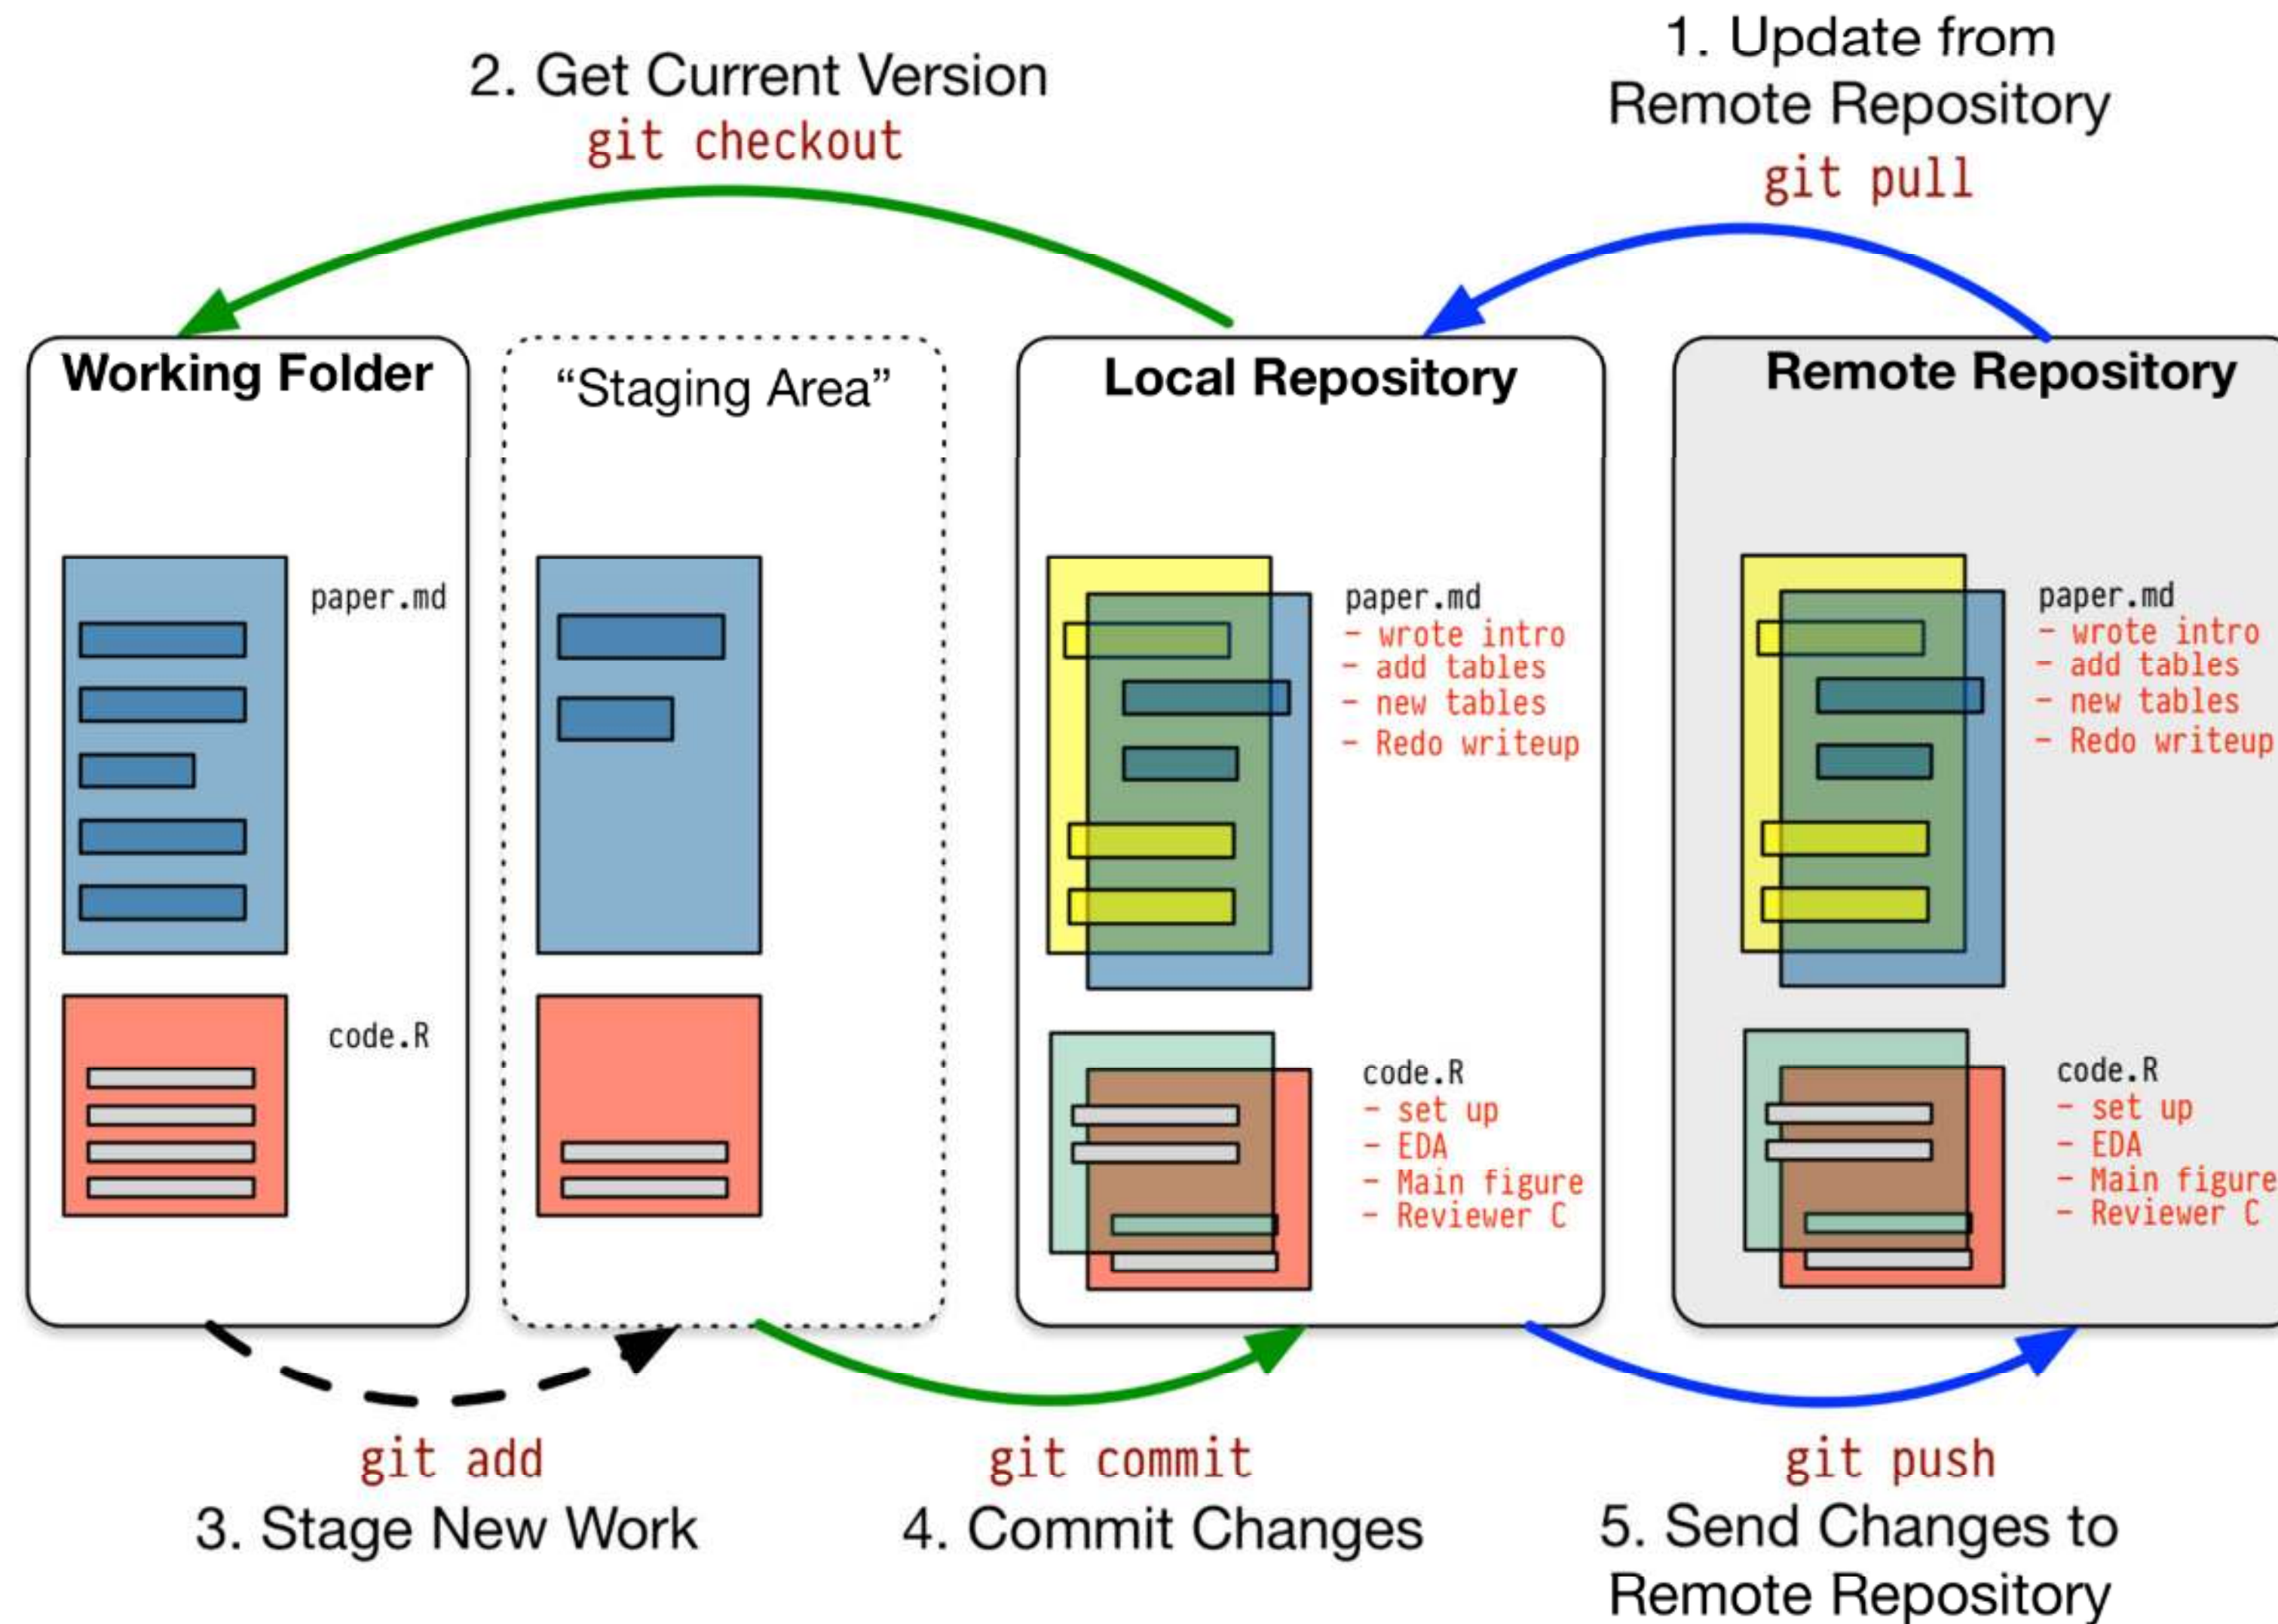 2. Get Current Version
git checkout
1. Update from
Remote Repository
git pull
Working Folder
“Staging Area”
Local Repository
Remote Repository
paper.md
code.R
paper.md
- wrote intro
- add tables
- new tables
- Redo writeup
code.R
- set up
- EDA
- Main figure
- Reviewer C
paper.md
- wrote intro
- add tables
- new tables
- Redo writeup
code.R
- set up
- EDA
- Main figure
- Reviewer C
git add
3. Stage New Work
git commit
4. Commit Changes
git push
5. Send Changes to
Remote Repository